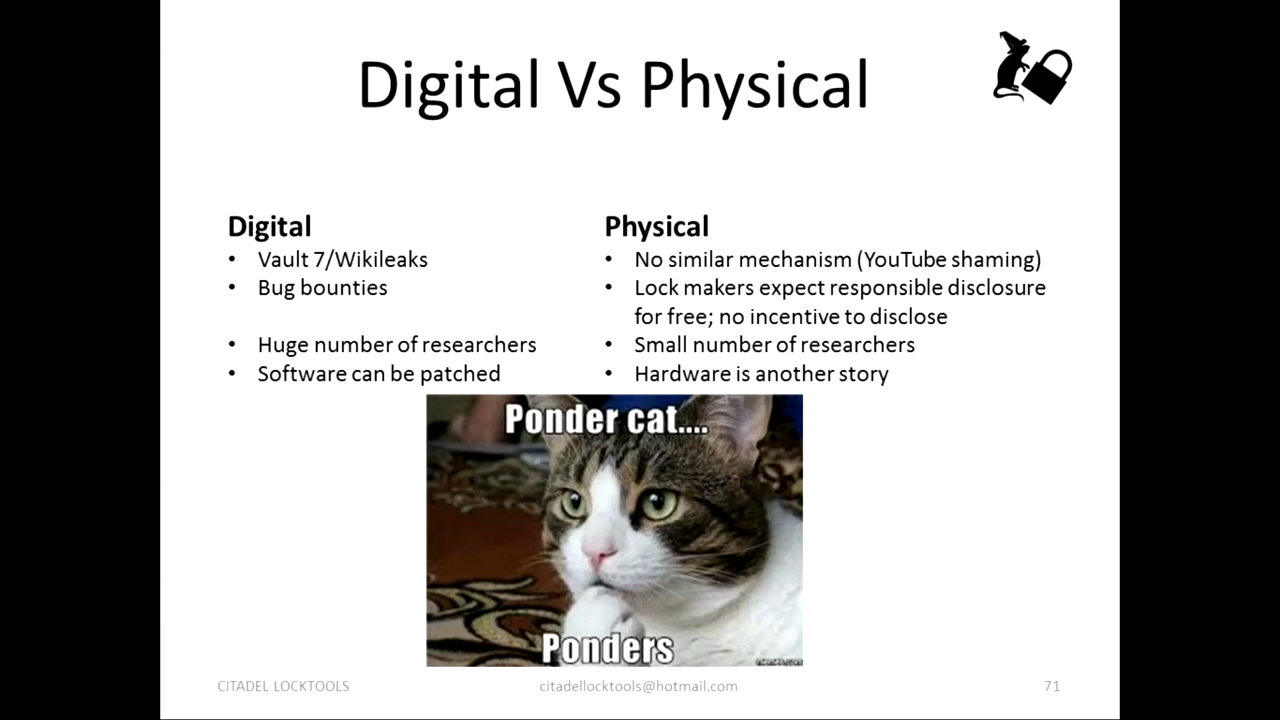 Digital Vs Physical
Digital
• Vault 7/Wikileaks
• Bug bounties
• Huge number of researchers
• Software can be patched
Physical
• No similar mechanism (YouTube shaming)
• Lock makers expect responsible disclosure
for free; no incentive to disclose
• Small number of researchers
• Hardware is another story
Ponder cat....
Ponders
CITADEL LOCKTOOLS
citadellocktools@hotmail.com
71